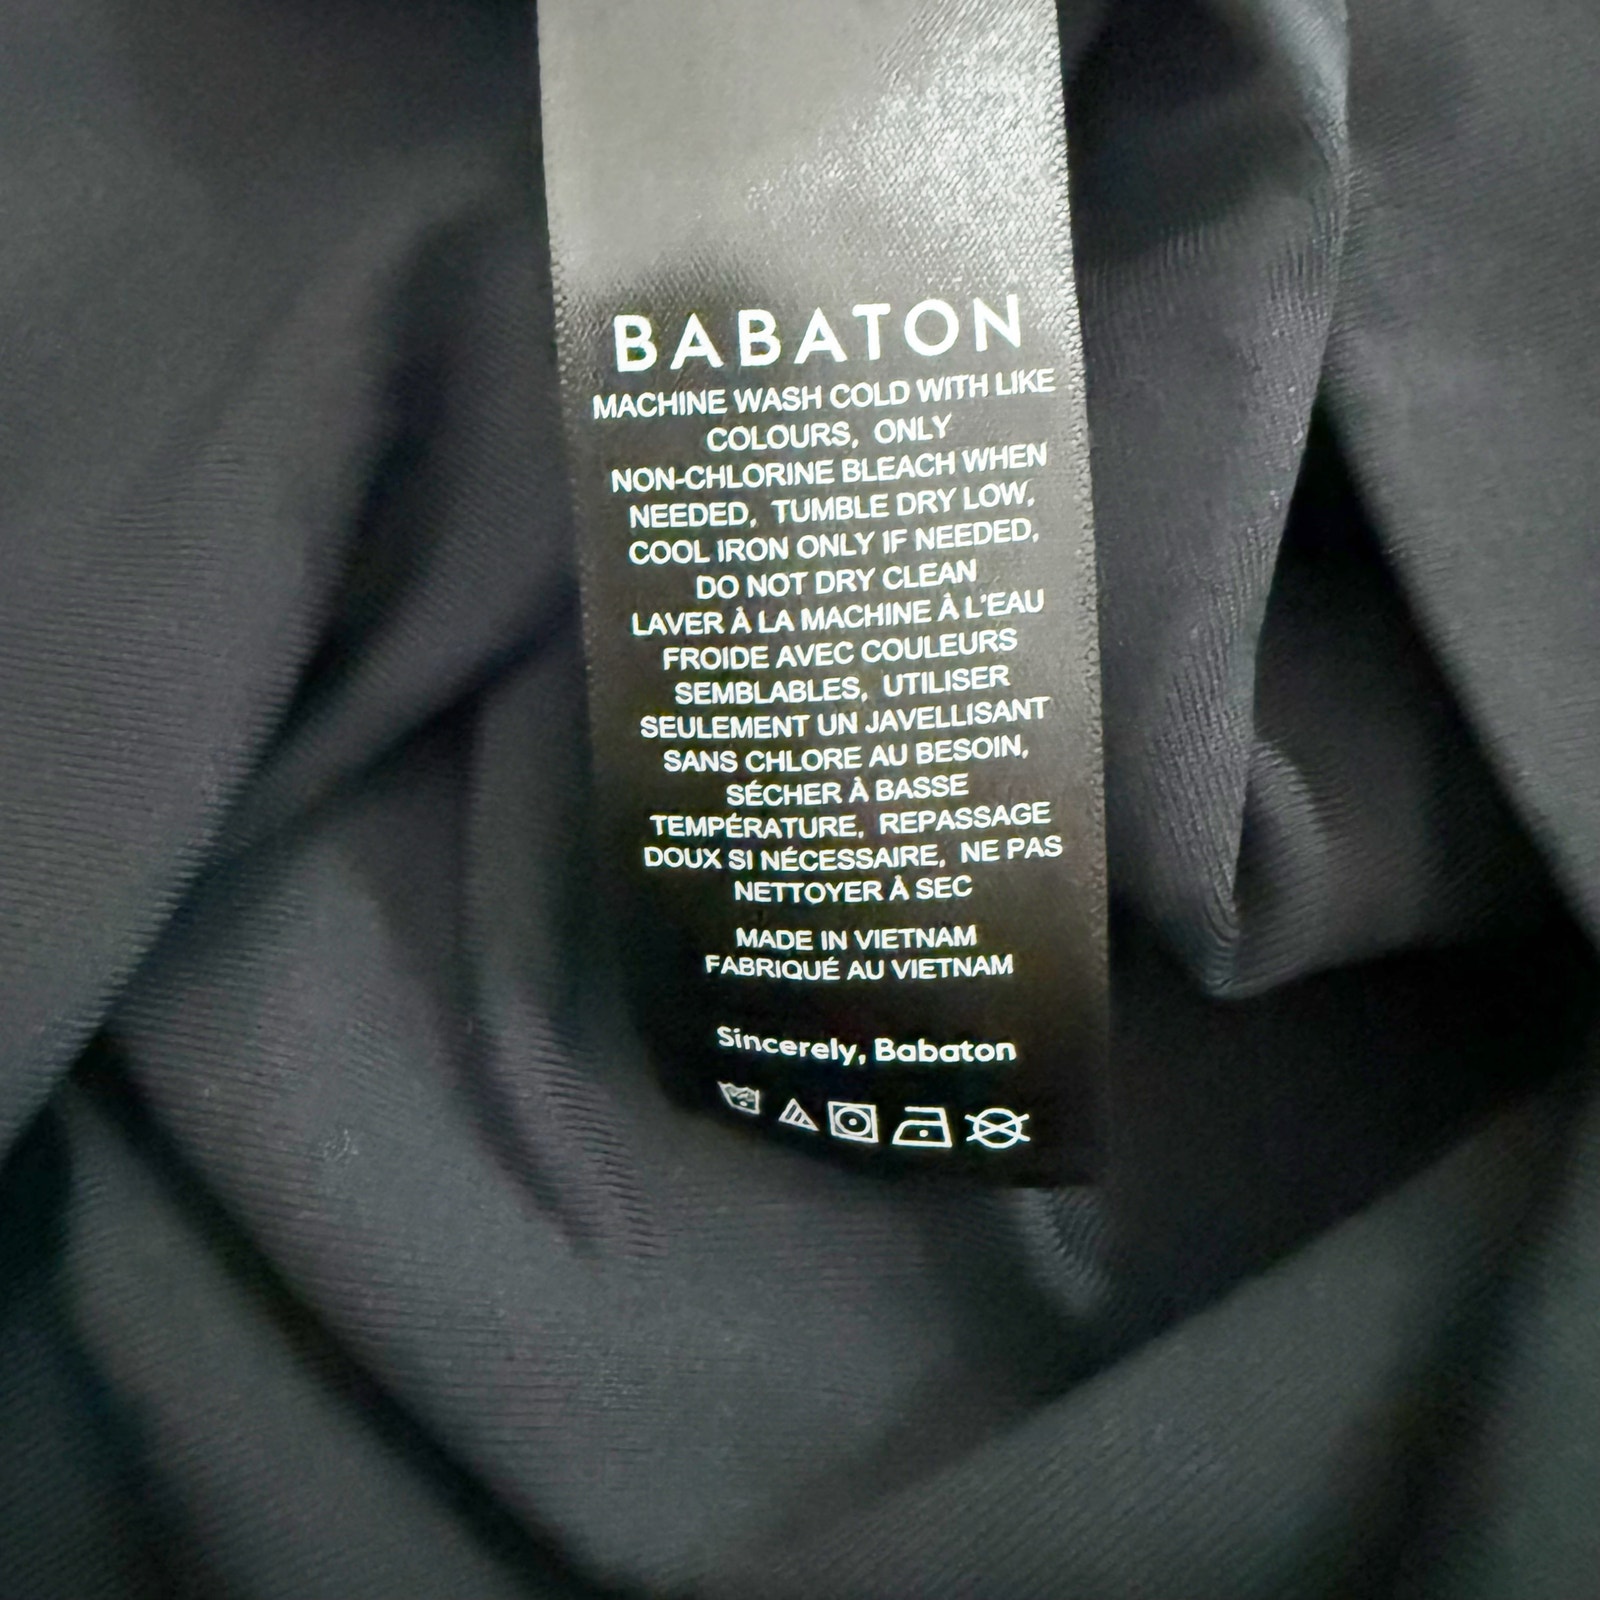 BABATON
MACHINE WASH COLD WITH LIKE
COLOURS, ONLY
NON-CHLORINE BLEACH WHEN
NEEDED, TUMBLE DRY LOW,
COOL IRON ONLY IF NEEDED,
DO NOT DRY CLEAN
LAVER À LA MACHINE À L'EAU
FROIDE AVEC COULEURS
SEMBLABLES, UTILISER
SEULEMENT UN JAVELLISANT
SANS CHLORE AU BESOIN,
SÉCHER À BASSE
TEMPÉRATURE, REPASSAGE
DOUX SI NÉCESSAIRE, NE PAS
NETTOYER À SEC
MADE IN VIETNAM
FABRIQUÉ AU VIETNAM
Sincerely, Babaton